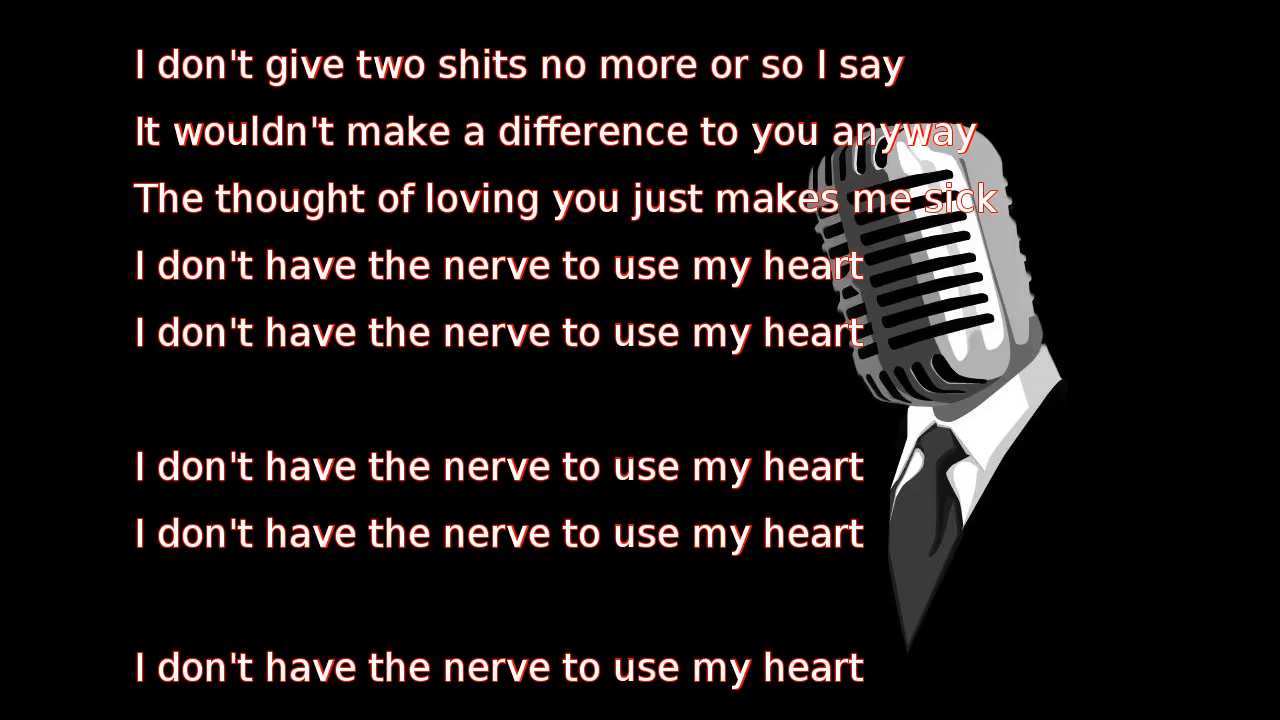 I don't give two shits no more or so I say
It wouldn't make a difference to you anyway
The thought of loving you just makes me sick
I don't have the nerve to use my heart
I don't have the nerve to use my heart
I don't have the nerve to use my heart
I don't have the nerve to use my heart
I don't have the nerve to use my heart